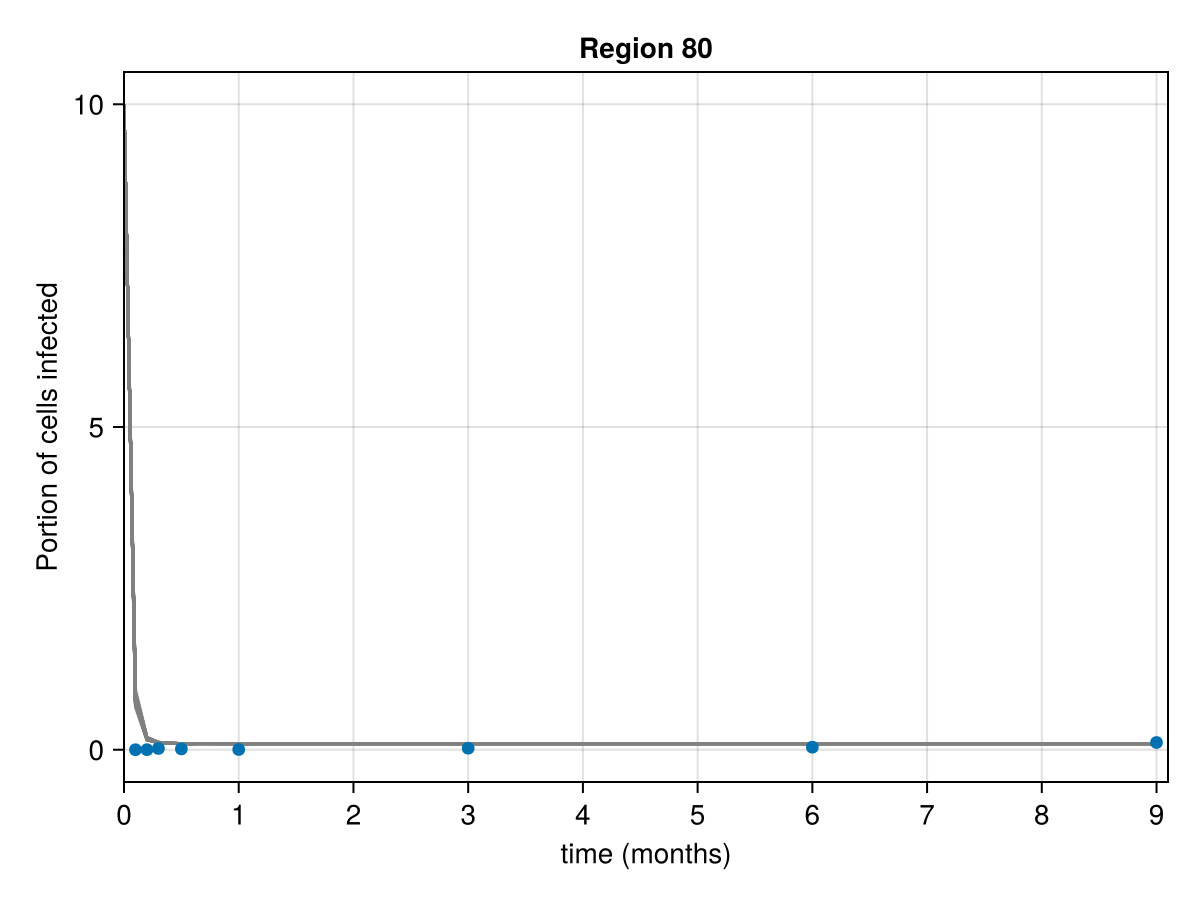 Region 80
Portion of cells infected
10
5
0
0 1 2 3 4 5 6 7 8 9
time (months)